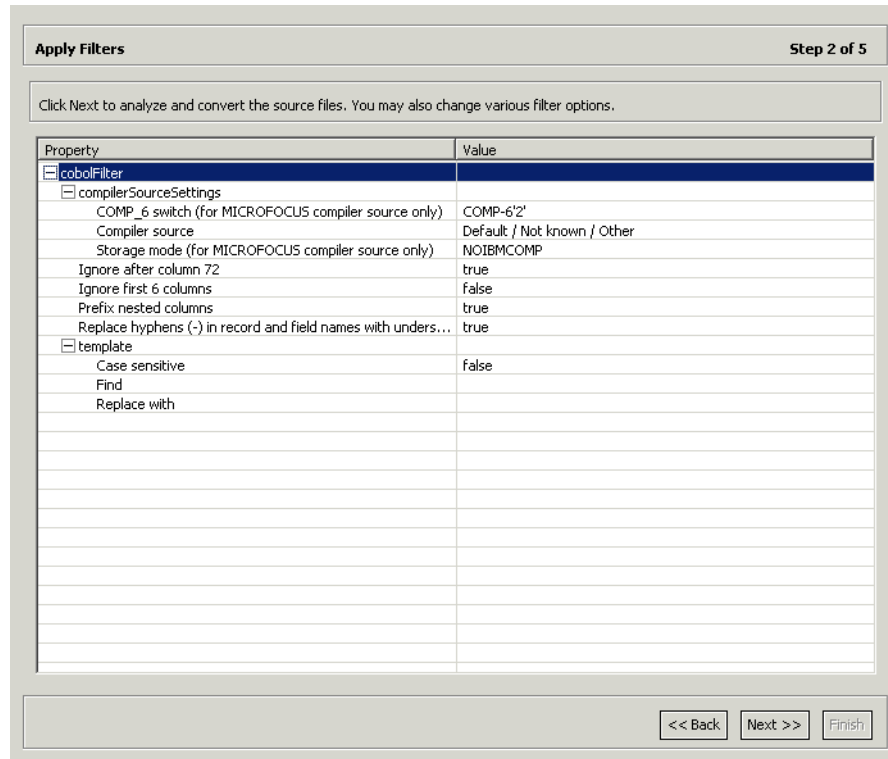 Apply Filters Step 2 of 5
Click Next to analyze and convert the source files. You may also change various filter options.
Property Value
cobolFilter
compilerSourceSettings
COMP_6 switch (for MICROFOCUS compiler source only) COMP-6'2'
Compiler source Default / Not known / Other
Storage mode (for MICROFOCUS compiler source only) NOIBMCOMP
Ignore after column 72 true
Ignore first 6 columns false
Prefix nested columns true
Replace hyphens (-) in record and field names with unders... true
template
Case sensitive false
Find
Replace with
<< Back Next >> Finish